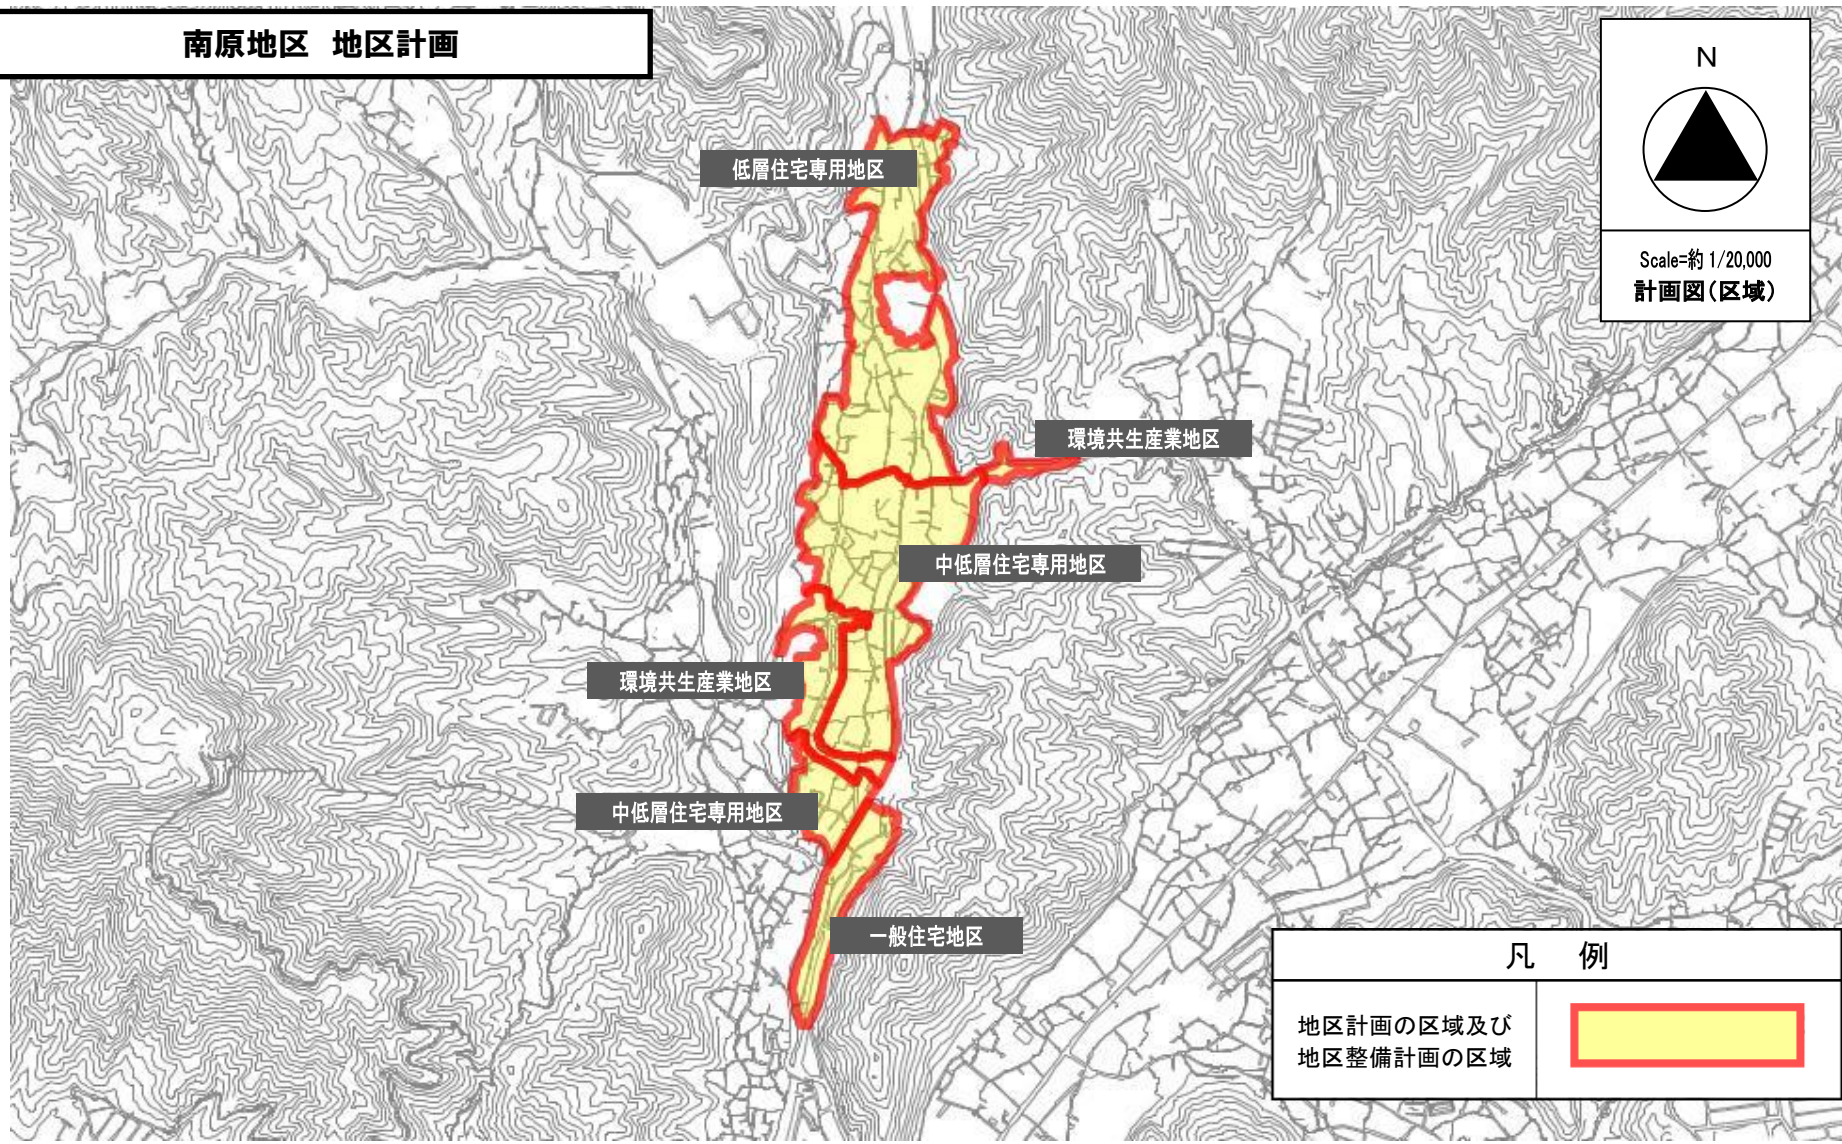 南原地区　地区計画
N
Scale=約 1/20,000
計画図(区域)
低層住宅専用地区
環境共生産業地区
中低層住宅専用地区
環境共生産業地区
中低層住宅専用地区
一般住宅地区
凡　例
地区計画の区域及び
地区整備計画の区域